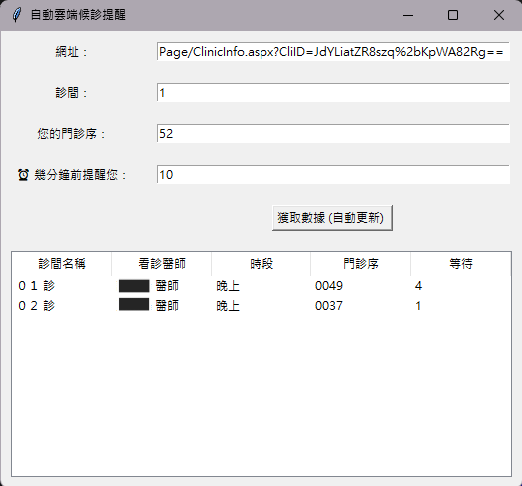 自動雲端候診提醒
網址： Page/ClinicInfo.aspx?CliID=JdYLiatZR8szq%2bKpWA82Rg==
診間： 1
您的門診序： 52
⏰ 幾分鐘前提醒您： 10
獲取數據 (自動更新)
診間名稱 看診醫師 時段 門診序 等待
０１診 醫師 晚上 0049 4
０２診 醫師 晚上 0037 1